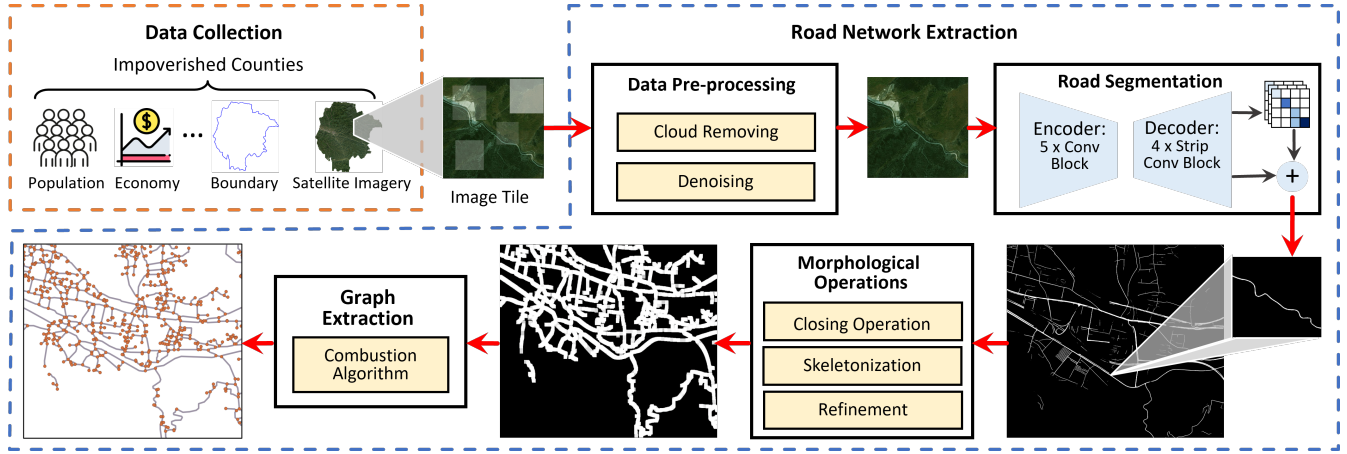 Data Collection
Impoverished Counties
$
...
Population
Economy
Boundary
Satellite Imagery
Image Tile
Road Network Extraction
Data Pre-processing
Cloud Removing
Denoising
Road Segmentation
Encoder:
5 x Conv
Block
Decoder:
4 x Strip
Conv Block
+
Graph
Extraction
Combustion
Algorithm
Morphological
Operations
Closing Operation
Skeletonization
Refinement